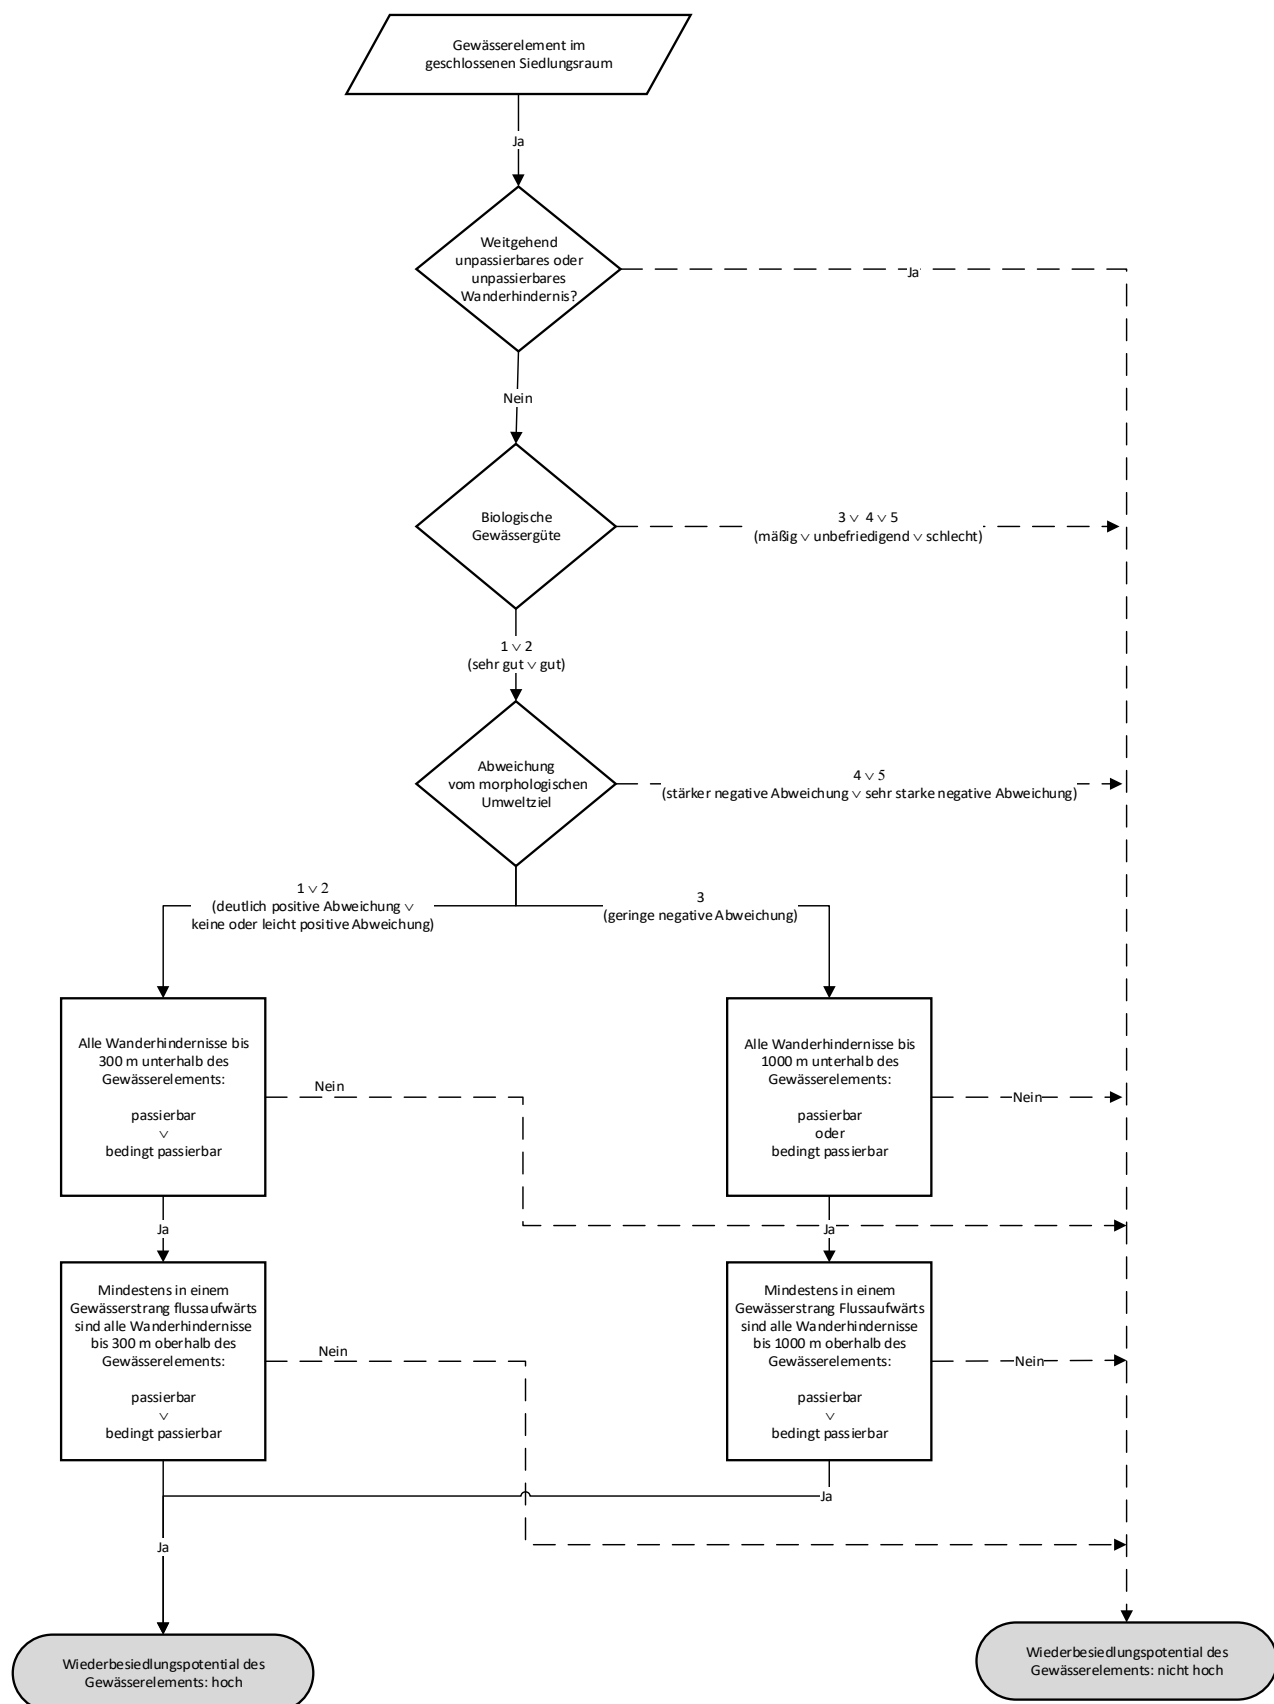 Gewässerelement im
geschlossenen Siedlungsraum
Ja
Weitgehend
unpassierbares oder
unpassierbares
Wanderhindernis?
Ja
Nein
Biologische
Gewässergüte
3 ∨ 4 ∨ 5
(mäßig ∨ unbefriedigend ∨ schlecht)
1 ∨ 2
(sehr gut ∨ gut)
Abweichung
vom morphologischen
Umweltziel
4 ∨ 5
(stärker negative Abweichung ∨ sehr starke negative Abweichung)
1 ∨ 2
(deutlich positive Abweichung ∨
keine oder leicht positive Abweichung)
3
(geringe negative Abweichung)
Alle Wanderhindernisse bis
300 m unterhalb des
Gewässerelements:
passierbar
∨
bedingt passierbar
Nein
Alle Wanderhindernisse bis
1000 m unterhalb des
Gewässerelements:
passierbar
oder
bedingt passierbar
Nein
Ja
Ja
Mindestens in einem
Gewässerstrang flussaufwärts
sind alle Wanderhindernisse
bis 300 m oberhalb des
Gewässerelements:
passierbar
∨
bedingt passierbar
Nein
Mindestens in einem
Gewässerstrang Flussaufwärts
sind alle Wanderhindernisse
bis 1000 m oberhalb des
Gewässerelements:
passierbar
∨
bedingt passierbar
Nein
Ja
Ja
Wiederbesiedlungspotential des
Gewässerelements: hoch
Wiederbesiedlungspotential des
Gewässerelements: nicht hoch